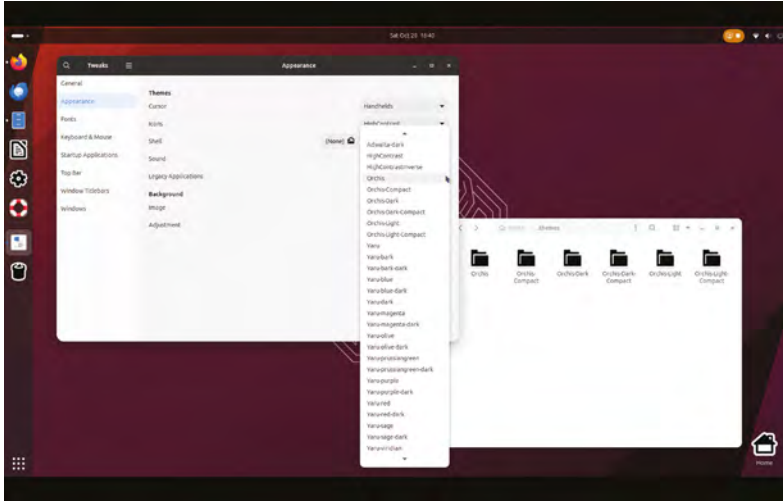 Sat Oct 28 16:40
Tweaks
Appearance
General
Appearance
Fonts
Keyboard & Mouse
Startup Applications
Top Bar
Window Titlebars
Windows
Themes
Cursor
Handhelds
Icons
HighContrast
Shell
(None)
Sound
Legacy Applications
Background
Image
Adjustment
Adwaita-dark
HighContrast
HighContrastInverse
Orchis
Orchis-Compact
Orchis-Dark
Orchis-Dark-Compact
Orchis-Light
Orchis-Light-Compact
Yaru
Yaru-bark
Yaru-bark-dark
Yaru-blue
Yaru-blue-dark
Yaru-dark
Yaru-magenta
Yaru-magenta-dark
Yaru-olive
Yaru-olive-dark
Yaru-prussiangreen
Yaru-prussiangreen-dark
Yaru-purple
Yaru-purple-dark
Yaru-red
Yaru-red-dark
Yaru-sage
Yaru-sage-dark
Yaru-viridian
Home
.themes
Orchis
Orchis-
Compact
Orchis-Dark
Orchis-Dark-
Compact
Orchis-Light
Orchis-Light-
Compact
Home